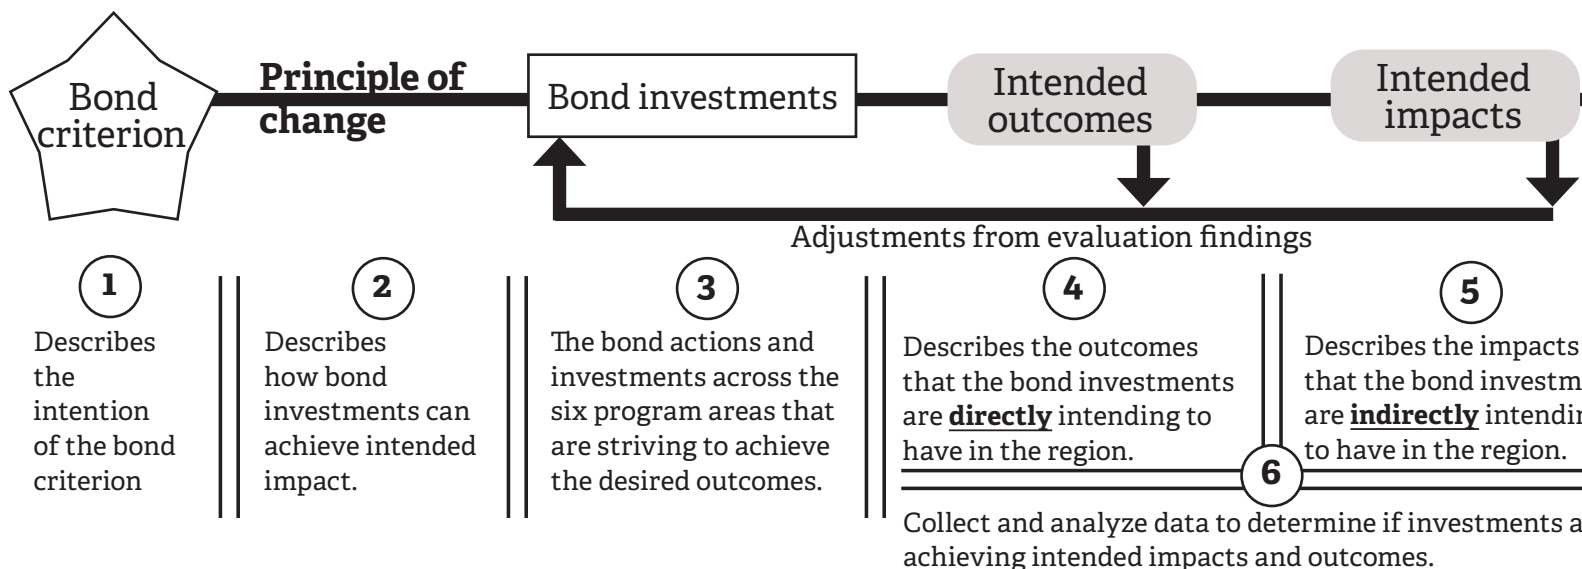 Bond
criterion
Principle of
change
Bond investments
Intended
outcomes
Intended
impacts
Adjustments from evaluation findings
1
Describes
the
intention
of the bond
criterion
2
Describes
how bond
investments can
achieve intended
impact.
3
The bond actions and
investments across the
six program areas that
are striving to achieve
the desired outcomes.
4
Describes the outcomes
that the bond investments
are directly intending to
have in the region.
5
Describes the impacts
that the bond investm
are indirectly intendin
to have in the region.
6
Collect and analyze data to determine if investments a
achieving intended impacts and outcomes.